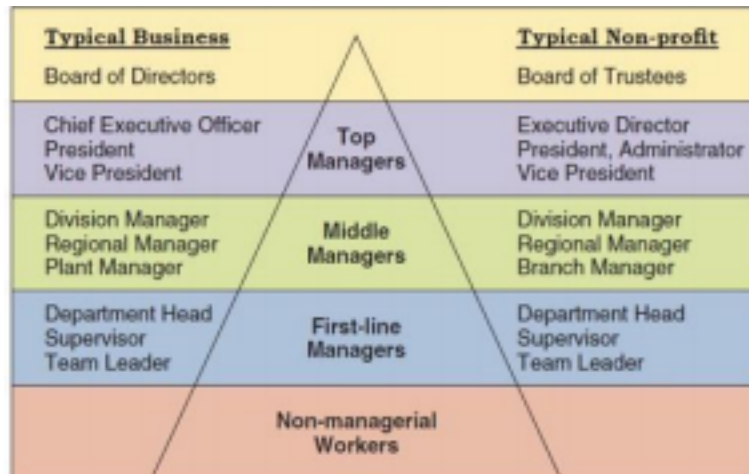 Typical Business
Board of Directors
Typical Non-profit
Board of Trustees
Chief Executive Officer
President
Vice President
Top
Managers
Executive Director
President, Administrator
Vice President
Division Manager
Regional Manager
Plant Manager
Middle
Managers
Division Manager
Regional Manager
Branch Manager
Department Head
Supervisor
Team Leader
First-line
Managers
Department Head
Supervisor
Team Leader
Non-managerial
Workers